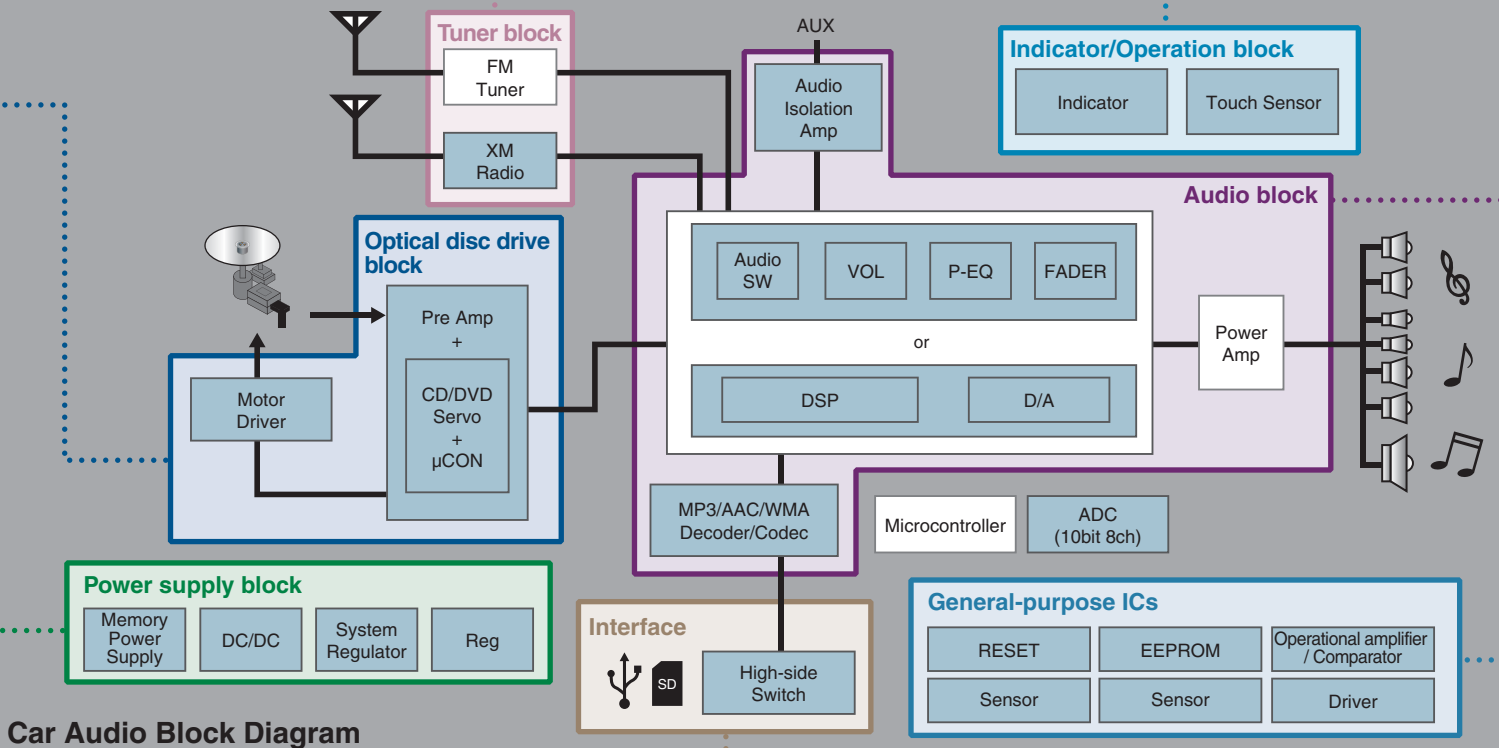 Tuner block
FM
Tuner
XM
Radio
AUX
Audio
Isolation
Amp
Indicator/Operation block
Indicator
Touch Sensor
Audio block
Audio
SW
VOL
P-EQ
FADER
or
DSP
D/A
Power
Amp
Optical disc drive
block
Pre Amp
+
CD/DVD
Servo
+
µCON
Motor
Driver
MP3/AAC/WMA
Decoder/Codec
Microcontroller
ADC
(10bit 8ch)
Power supply block
Memory
Power
Supply
DC/DC
System
Regulator
Reg
Interface
SD
High-side
Switch
General-purpose ICs
RESET
EEPROM
Operational amplifier
/ Comparator
Sensor
Sensor
Driver
Car Audio Block Diagram